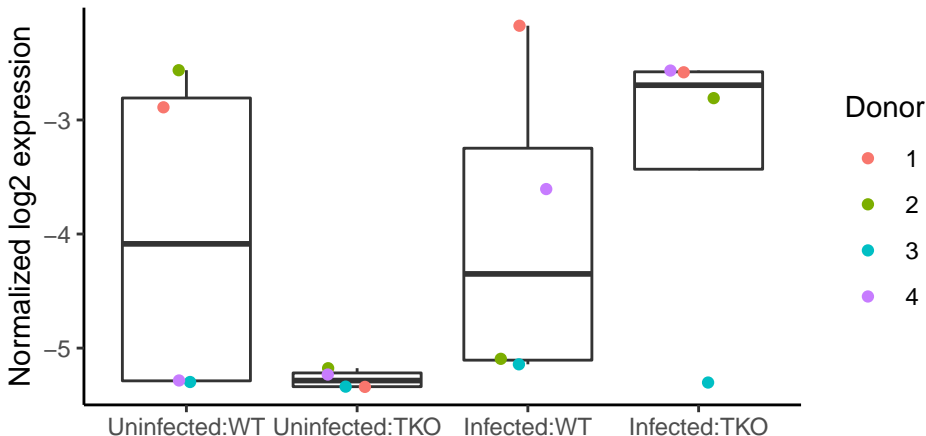 Normalized log2 expression
−3
−4
−5
Uninfected:WT
Uninfected:TKO
Infected:WT
Infected:TKO
Donor
1
2
3
4